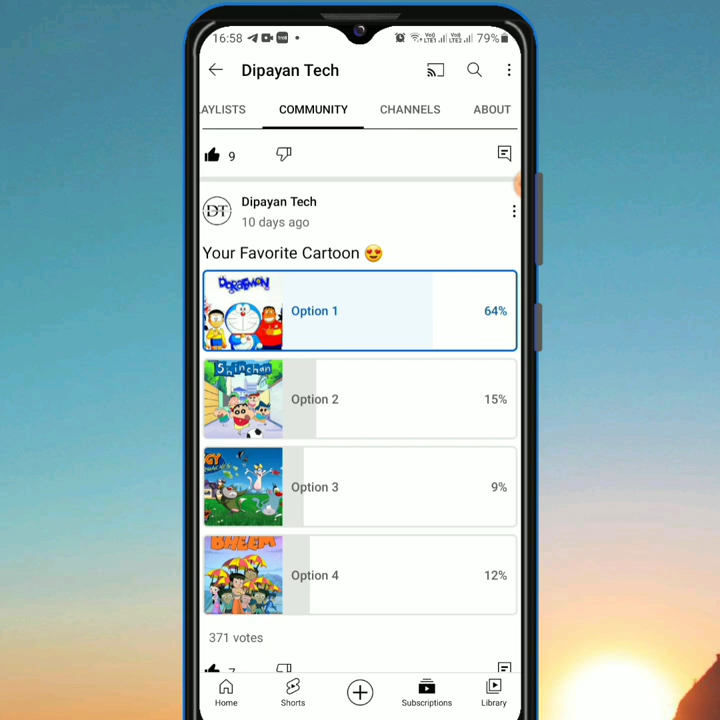 16:58 79%
Dipayan Tech
AYLISTS COMMUNITY CHANNELS ABOUT
9
DT Dipayan Tech
10 days ago
Your Favorite Cartoon 😍
DORAEMON
Option 1 64%
Shinchan
Option 2 15%
GY
Option 3 9%
BHEEM
Option 4 12%
371 votes
7
Home Shorts Subscriptions Library